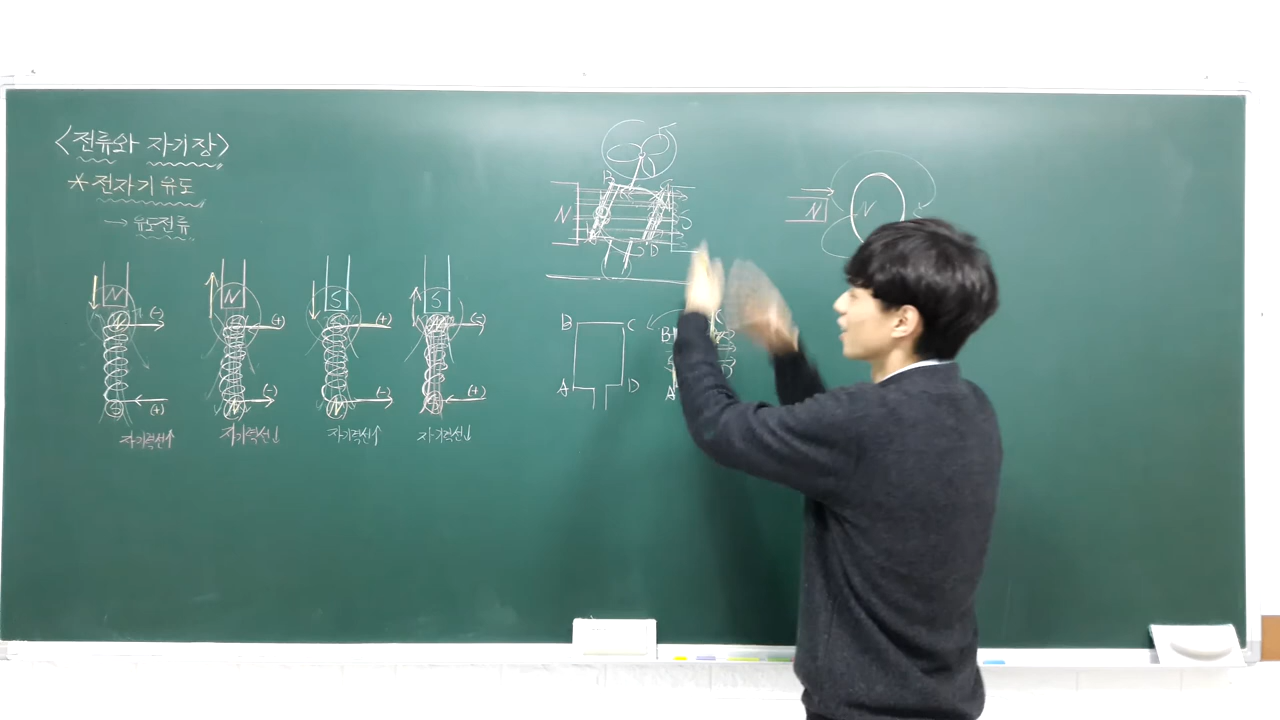 <전류와 자기장>
* 전자기 유도
→ 유도전류
N
(-)
(+)
자기력선↑
N
(+)
N
(-)
자기력선↓
S
(+)
N
(-)
자기력선↑
S
(-)
(+)
자기력선↓
B
C
N
S
D
B
C
A
D
B
C
A
D
N
N